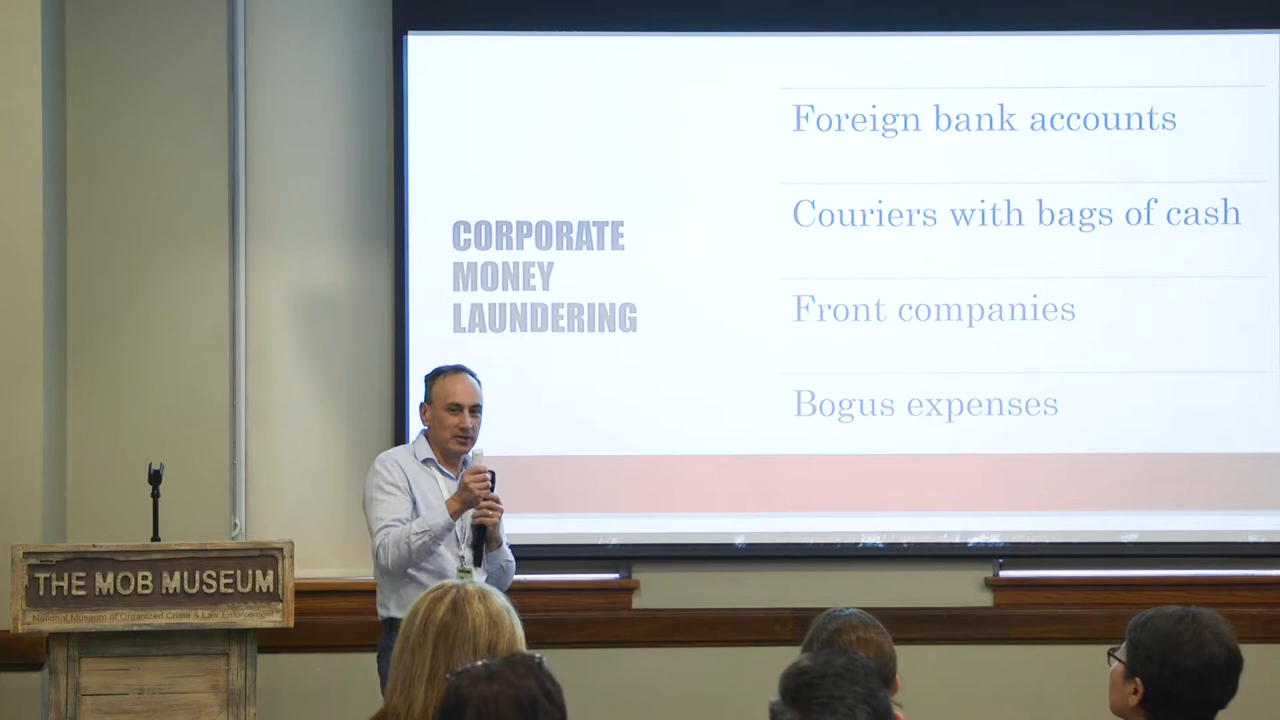 Foreign bank accounts
Couriers with bags of cash
CORPORATE
MONEY
LAUNDERING
Front companies
Bogus expenses
THE MOB MUSEUM
National Museum of Organized Crime & Law Enforcement